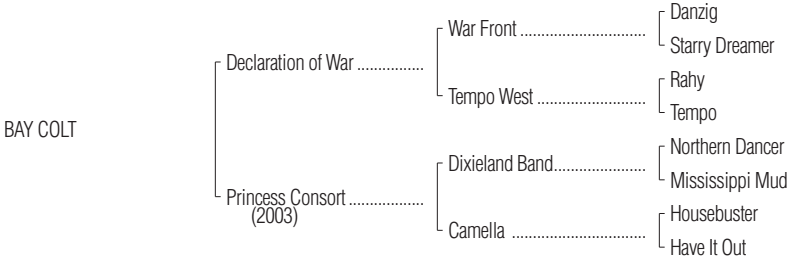 Danzig
War Front ..............................
Starry Dreamer
Declaration of War ................
Rahy
Tempo West ..........................
Tempo
BAY COLT
Northern Dancer
Dixieland Band......................
Mississippi Mud
Princess Consort ..................
(2003)
Housebuster
Camella ................................
Have It Out